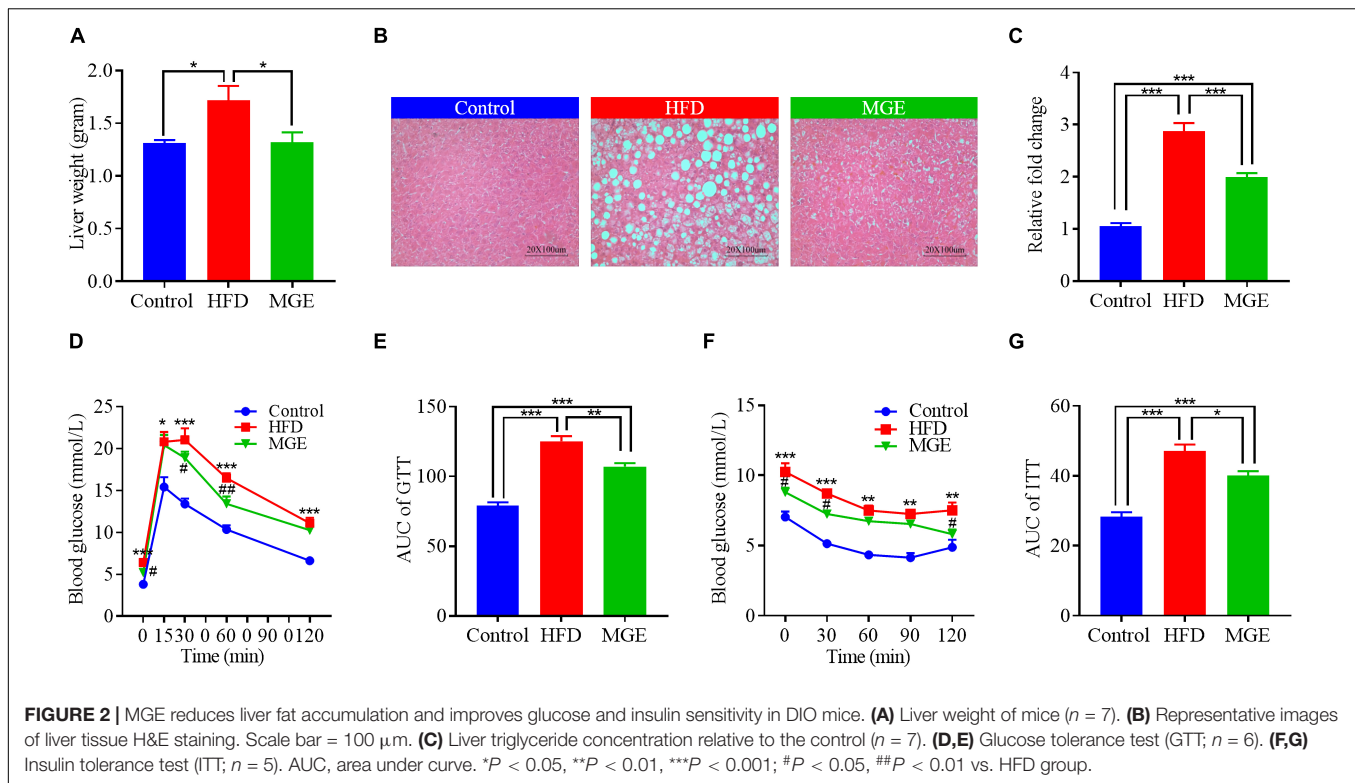 A
Liver weight (gram)
2.0
1.5
1.0
0.5
0.0
* *
Control HFD MGE
B
Control HFD MGE
20X100um 20X100um 20X100um
C
Relative fold change
4
3
2
1
0
***
*** ***
Control HFD MGE
D
Blood glucose (mmol/L)
25
20
15
10
5
0
Control
HFD
MGE
* ***
#
***
##
***
***
#
0 15 30 0 60 0 90 0 120
Time (min)
E
AUC of GTT
150
100
50
0
***
*** **
Control HFD MGE
F
Blood glucose (mmol/L)
15
10
5
0
Control
HFD
MGE
*** *** ** ** **
# # #
0 30 60 90 120
Time (min)
G
AUC of ITT
60
40
20
0
***
*** *
Control HFD MGE
FIGURE 2 | MGE reduces liver fat accumulation and improves glucose and insulin sensitivity in DIO mice. (A) Liver weight of mice (n = 7). (B) Representative images
of liver tissue H&E staining. Scale bar = 100 μm. (C) Liver triglyceride concentration relative to the control (n = 7). (D,E) Glucose tolerance test (GTT; n = 6). (F,G)
Insulin tolerance test (ITT; n = 5). AUC, area under curve. *P < 0.05, **P < 0.01, ***P < 0.001; #P < 0.05, ##P < 0.01 vs. HFD group.